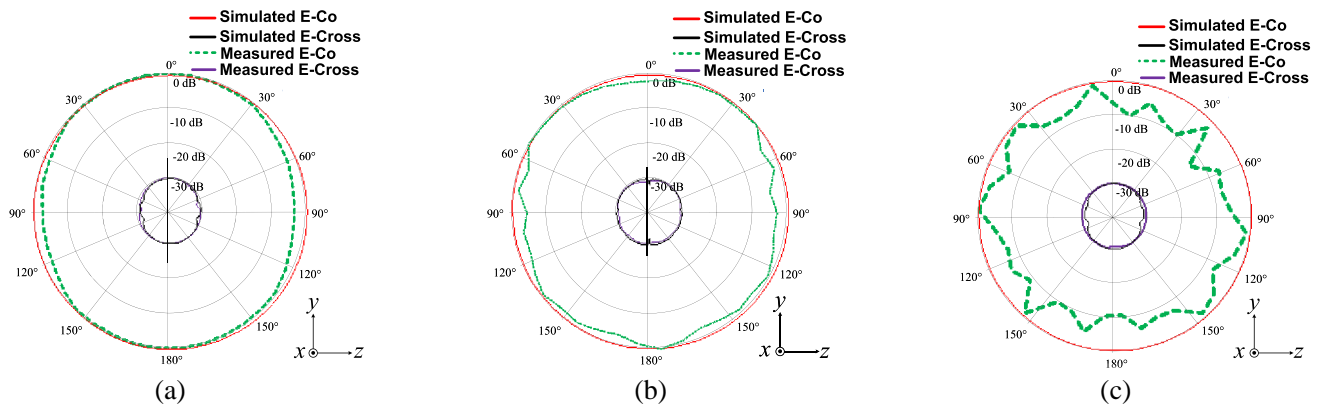 Simulated E-Co
Simulated E-Cross
Measured E-Co
Measured E-Cross
0°
0 dB
30°
30°
-10 dB
60°
60°
-20 dB
-30 dB
90°
90°
120°
120°
150°
150°
180°
y
x
z
(a)
Simulated E-Co
Simulated E-Cross
Measured E-Co
Measured E-Cross
0°
0 dB
30°
30°
-10 dB
60°
60°
-20 dB
-30 dB
90°
90°
120°
120°
150°
150°
180°
y
x
z
(b)
Simulated E-Co
Simulated E-Cross
Measured E-Co
Measured E-Cross
0°
0 dB
30°
30°
-10 dB
60°
60°
-20 dB
-30 dB
90°
90°
120°
120°
150°
150°
180°
y
x
z
(c)